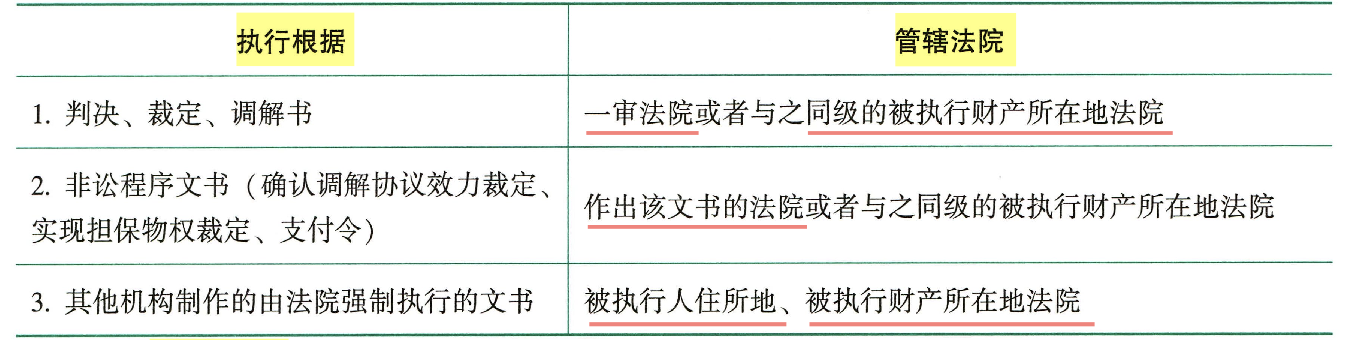 执行根据
管辖法院
1. 判决、裁定、调解书
一审法院或者与之同级的被执行财产所在地法院
2. 非讼程序文书（确认调解协议效力裁定、
实现担保物权裁定、支付令）
作出该文书的法院或者与之同级的被执行财产所在地法院
3. 其他机构制作的由法院强制执行的文书
被执行人住所地、被执行财产所在地法院